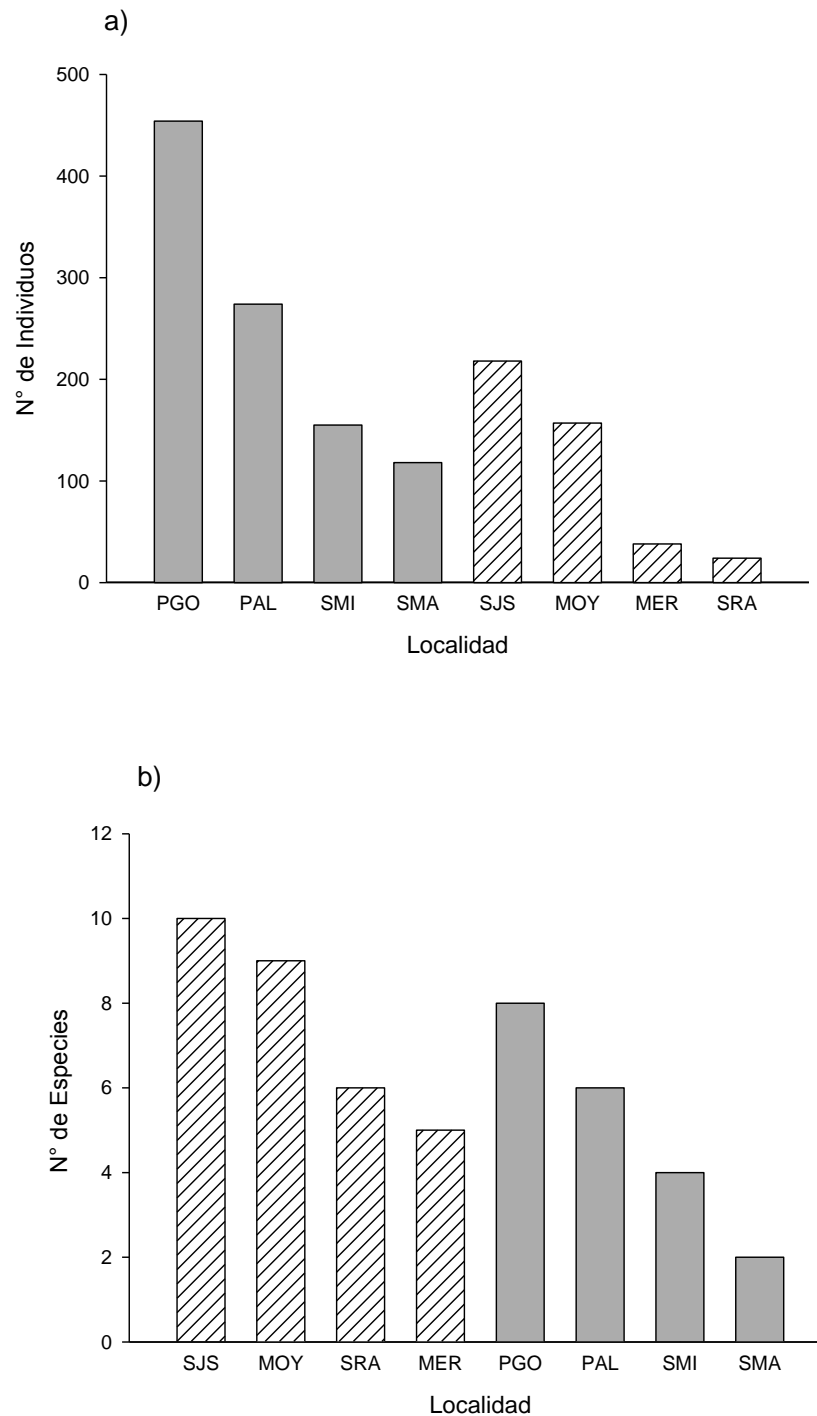 a)
500
400
300
200
100
0
N° de Individuos
PGO PAL SMI SMA SJS MOY MER SRA
Localidad
b)
12
10
8
6
4
2
0
N° de Especies
SJS MOY SRA MER PGO PAL SMI SMA
Localidad